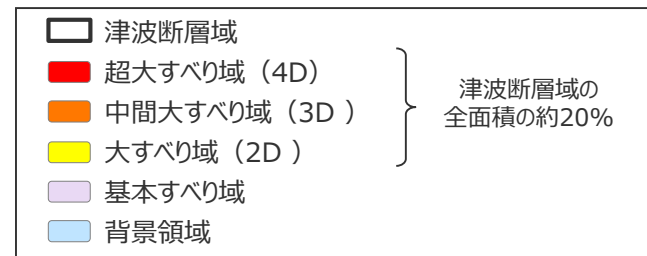 津波断層域
超大すべり域（4D）
中間大すべり域（3D ）
大すべり域（2D ）
基本すべり域
背景領域
津波断層域の
全面積の約20%